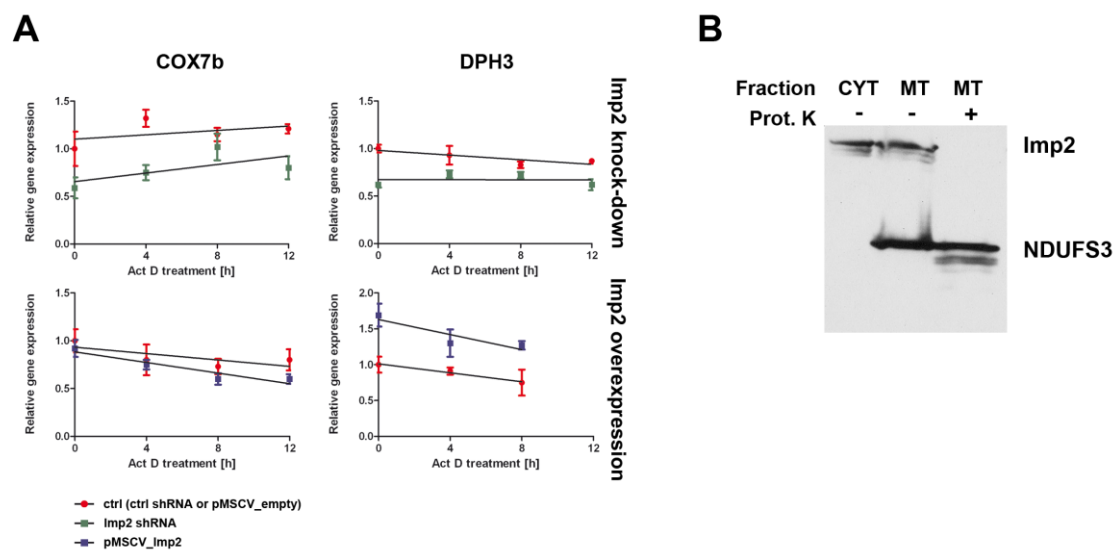 A
COX7b
DPH3
Relative gene expression
1.5
1.0
0.5
0.0
0 4 8 12
Act D treatment [h]
Relative gene expression
1.5
1.0
0.5
0.0
0 4 8 12
Act D treatment [h]
Imp2 knock-down
Relative gene expression
1.5
1.0
0.5
0.0
0 4 8 12
Act D treatment [h]
Relative gene expression
2.0
1.5
1.0
0.5
0.0
0 4 8 12
Act D treatment [h]
Imp2 overexpression
ctrl (ctrl shRNA or pMSCV_empty)
Imp2 shRNA
pMSCV_Imp2
B
Fraction CYT MT MT
Prot. K - - +
Imp2
NDUFS3